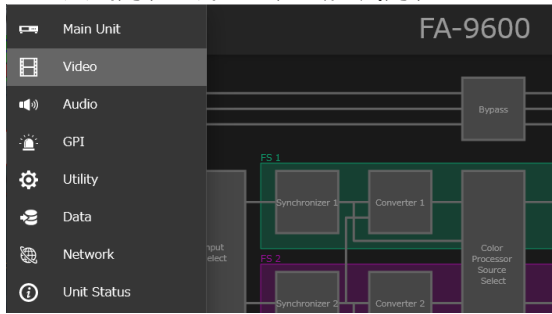 Main Unit
FA-9600
Video
Audio
Bypass
GPI
FS 1
Utility
Synchronizer 1
Converter 1
Data
Network
Color
Processor
Source
Select
FS 2
Unit Status
Synchronizer 2
Converter 2